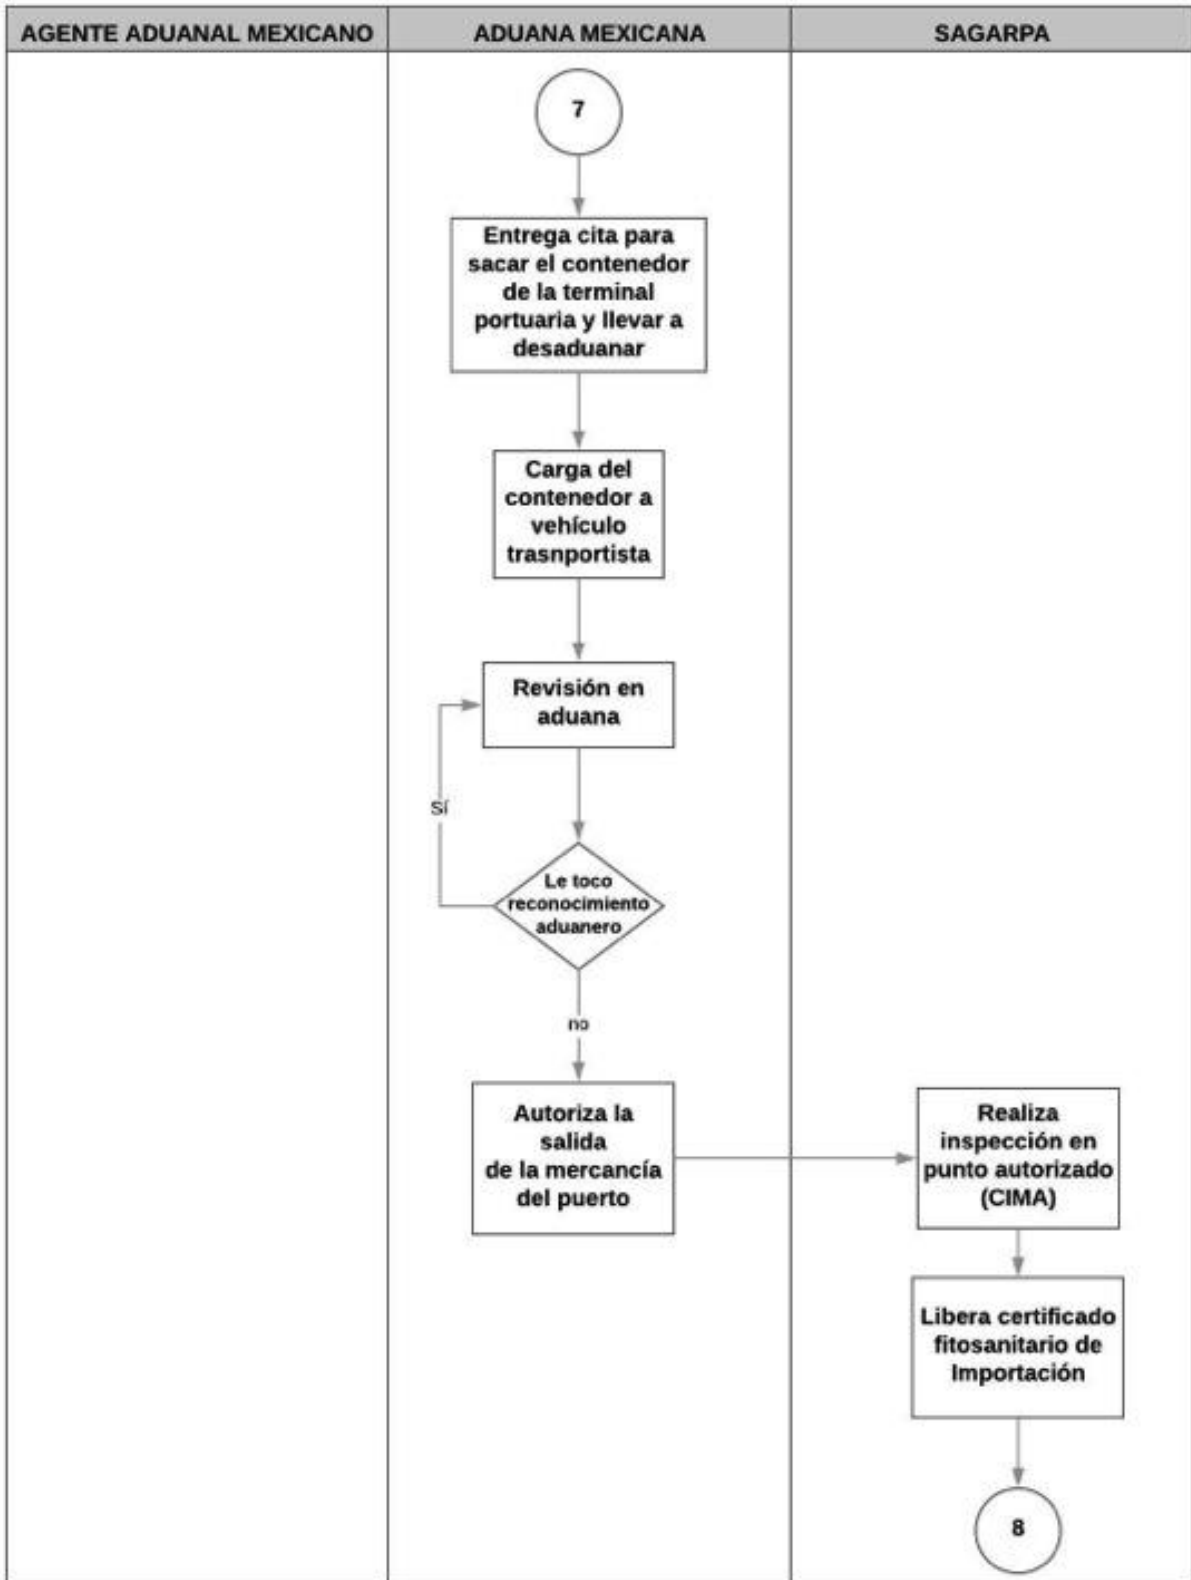 AGENTE ADUANAL MEXICANO
ADUANA MEXICANA
SAGARPA
7
Entrega cita para
sacar el contenedor
de la terminal
portuaria y llevar a
desaduanar
Carga del
contenedor a
vehículo
trasnportista
Revisión en
aduana
Sí
Le toco
reconocimiento
aduanero
no
Autoriza la
salida
de la mercancía
del puerto
Realiza
inspección en
punto autorizado
(CIMA)
Libera certificado
fitosanitario de
Importación
8